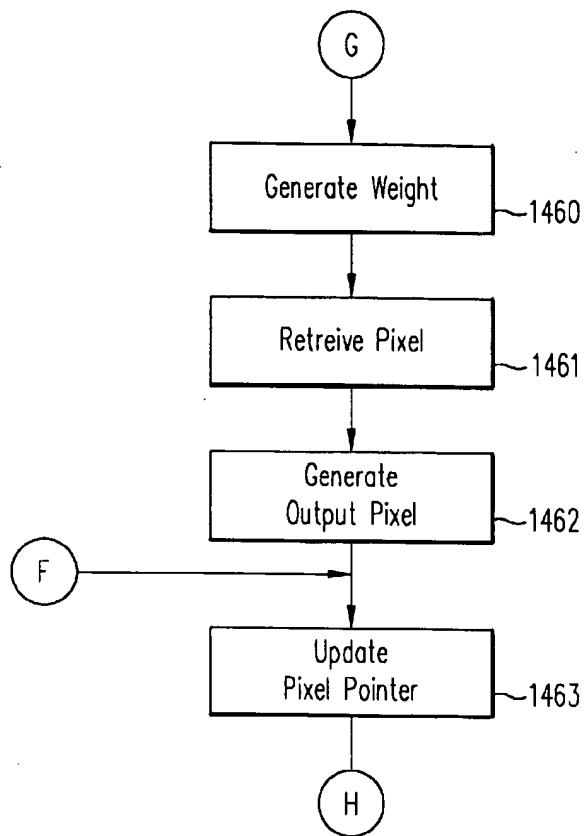 G
Generate Weight
1460
Retreive Pixel
1461
Generate
Output Pixel
1462
F
Update
Pixel Pointer
1463
H